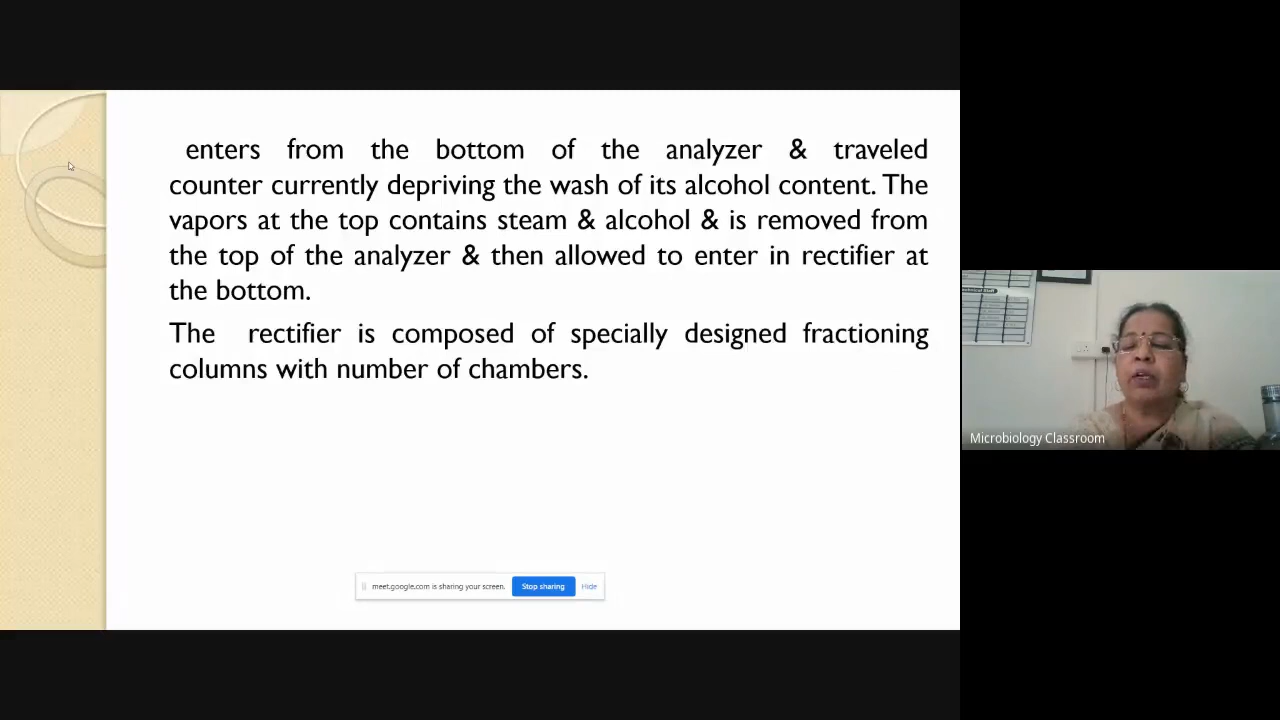 enters from the bottom of the analyzer & traveled
counter currently depriving the wash of its alcohol content. The
vapors at the top contains steam & alcohol & is removed from
the top of the analyzer & then allowed to enter in rectifier at
the bottom.
The rectifier is composed of specially designed fractioning
columns with number of chambers.
meet.google.com is sharing your screen. Stop sharing Hide
Microbiology Classroom